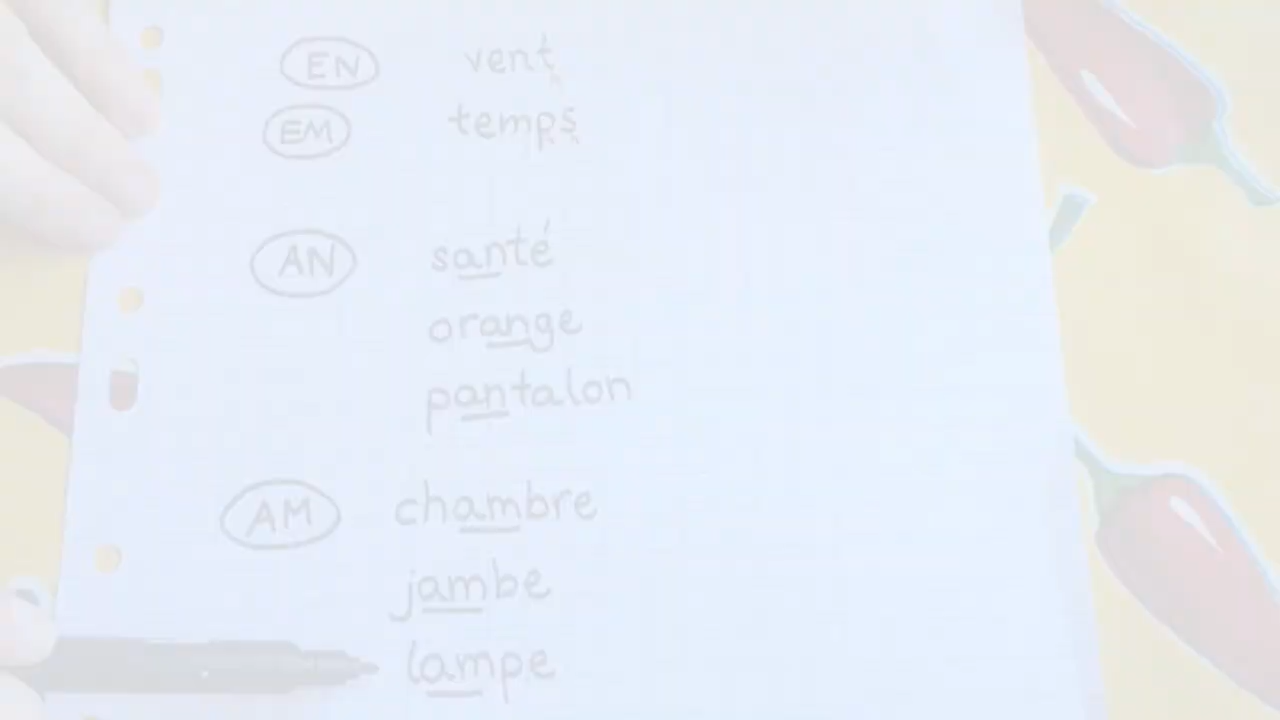 EN vent
EM temps
AN santé
orange
pantalon
AM chambre
jambe
lampe